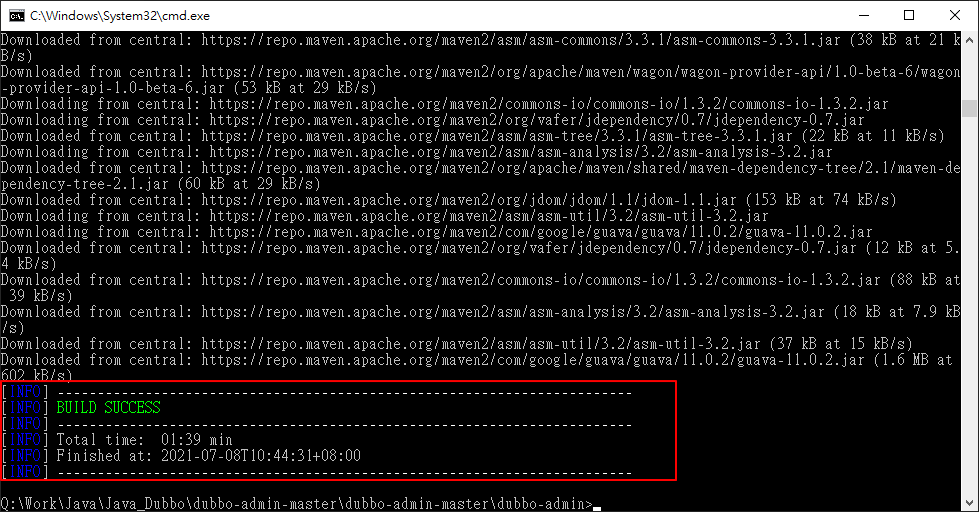 C:\Windows\System32\cmd.exe
Downloaded from central: https://repo.maven.apache.org/maven2/asm/asm-commons/3.3.1/asm-commons-3.3.1.jar (38 kB at 21 k
B/s)
Downloaded from central: https://repo.maven.apache.org/maven2/org/apache/maven/wagon/wagon-provider-api/1.0-beta-6/wagon
-provider-api-1.0-beta-6.jar (53 kB at 29 kB/s)
Downloading from central: https://repo.maven.apache.org/maven2/commons-io/commons-io/1.3.2/commons-io-1.3.2.jar
Downloading from central: https://repo.maven.apache.org/maven2/org/vafer/jdependency/0.7/jdependency-0.7.jar
Downloaded from central: https://repo.maven.apache.org/maven2/asm/asm-tree/3.3.1/asm-tree-3.3.1.jar (22 kB at 11 kB/s)
Downloading from central: https://repo.maven.apache.org/maven2/asm/asm-analysis/3.2/asm-analysis-3.2.jar
Downloaded from central: https://repo.maven.apache.org/maven2/org/apache/maven/shared/maven-dependency-tree/2.1/maven-de
pendency-tree-2.1.jar (60 kB at 29 kB/s)
Downloaded from central: https://repo.maven.apache.org/maven2/org/jdom/jdom/1.1/jdom-1.1.jar (153 kB at 74 kB/s)
Downloading from central: https://repo.maven.apache.org/maven2/asm/asm-util/3.2/asm-util-3.2.jar
Downloading from central: https://repo.maven.apache.org/maven2/com/google/guava/guava/11.0.2/guava-11.0.2.jar
Downloaded from central: https://repo.maven.apache.org/maven2/org/vafer/jdependency/0.7/jdependency-0.7.jar (12 kB at 5.
4 kB/s)
Downloaded from central: https://repo.maven.apache.org/maven2/commons-io/commons-io/1.3.2/commons-io-1.3.2.jar (88 kB at
 39 kB/s)
Downloaded from central: https://repo.maven.apache.org/maven2/asm/asm-analysis/3.2/asm-analysis-3.2.jar (18 kB at 7.9 kB
/s)
Downloaded from central: https://repo.maven.apache.org/maven2/asm/asm-util/3.2/asm-util-3.2.jar (37 kB at 15 kB/s)
Downloaded from central: https://repo.maven.apache.org/maven2/com/google/guava/guava/11.0.2/guava-11.0.2.jar (1.6 MB at
602 kB/s)
[INFO] ------------------------------------------------------------------------
[INFO] BUILD SUCCESS
[INFO] ------------------------------------------------------------------------
[INFO] Total time:  01:39 min
[INFO] Finished at: 2021-07-08T10:44:31+08:00
[INFO] ------------------------------------------------------------------------
Q:\Work\Java\Java_Dubbo\dubbo-admin-master\dubbo-admin-master\dubbo-admin>